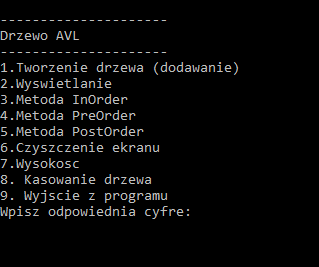 ---------------------
Drzewo AVL
---------------------
1.Tworzenie drzewa (dodawanie)
2.Wyswietlanie
3.Metoda InOrder
4.Metoda PreOrder
5.Metoda PostOrder
6.Czyszczenie ekranu
7.Wysokosc
8. Kasowanie drzewa
9. Wyjscie z programu
Wpisz odpowiednia cyfre: